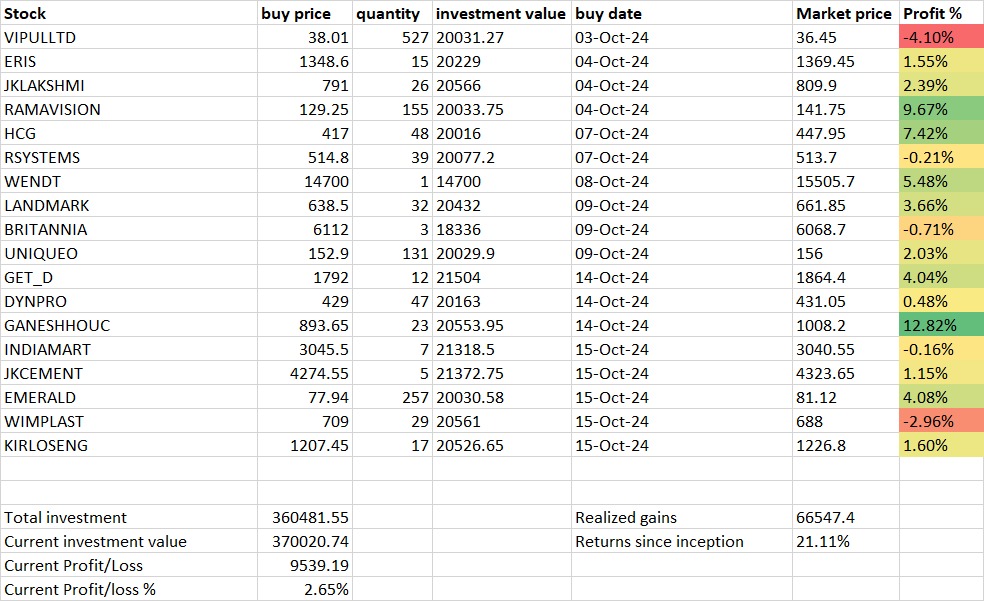 Stock buy price quantity investment value buy date Market price Profit %
VIPULLTD 38.01 527 20031.27 03-Oct-24 36.45 -4.10%
ERIS 1348.6 15 20229 04-Oct-24 1369.45 1.55%
JKLAKSHMI 791 26 20566 04-Oct-24 809.9 2.39%
RAMAVISION 129.25 155 20033.75 04-Oct-24 141.75 9.67%
HCG 417 48 20016 07-Oct-24 447.95 7.42%
RSYSTEMS 514.8 39 20077.2 07-Oct-24 513.7 -0.21%
WENDT 14700 1 14700 08-Oct-24 15505.7 5.48%
LANDMARK 638.5 32 20432 09-Oct-24 661.85 3.66%
BRITANNIA 6112 3 18336 09-Oct-24 6068.7 -0.71%
UNIQUEO 152.9 131 20029.9 09-Oct-24 156 2.03%
GET_D 1792 12 21504 14-Oct-24 1864.4 4.04%
DYNPRO 429 47 20163 14-Oct-24 431.05 0.48%
GANESHHOUC 893.65 23 20553.95 14-Oct-24 1008.2 12.82%
INDIAMART 3045.5 7 21318.5 15-Oct-24 3040.55 -0.16%
JKCEMENT 4274.55 5 21372.75 15-Oct-24 4323.65 1.15%
EMERALD 77.94 257 20030.58 15-Oct-24 81.12 4.08%
WIMPLAST 709 29 20561 15-Oct-24 688 -2.96%
KIRLOSENG 1207.45 17 20526.65 15-Oct-24 1226.8 1.60%
Total investment 360481.55 Realized gains 66547.4
Current investment value 370020.74 Returns since inception 21.11%
Current Profit/Loss 9539.19
Current Profit/loss % 2.65%